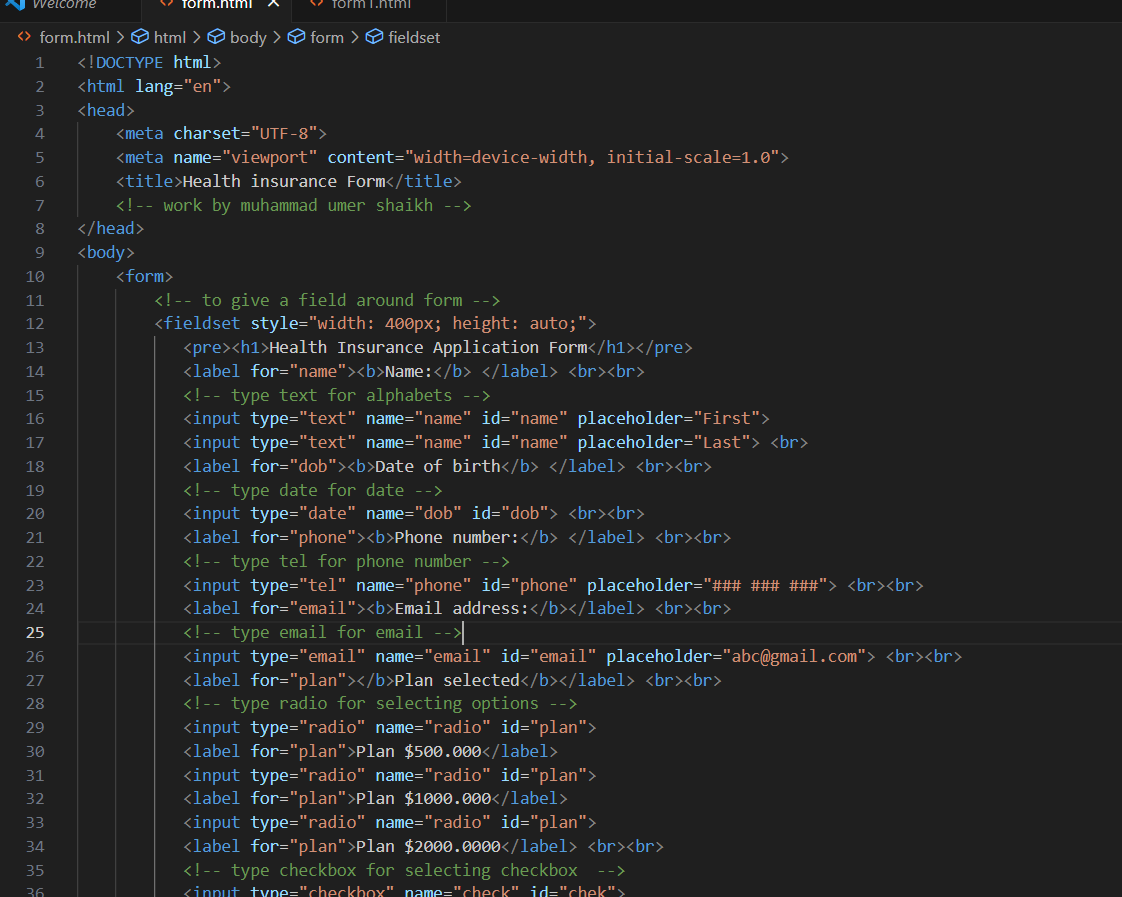 Welcome
form.html
form1.html
form.html > html > body > form > fieldset
1 <!DOCTYPE html>
2 <html lang="en">
3 <head>
4 <meta charset="UTF-8">
5 <meta name="viewport" content="width=device-width, initial-scale=1.0">
6 <title>Health insurance Form</title>
7 <!-- work by muhammad umer shaikh -->
8 </head>
9 <body>
10 <form>
11 <!-- to give a field around form -->
12 <fieldset style="width: 400px; height: auto;">
13 <pre><h1>Health Insurance Application Form</h1></pre>
14 <label for="name"><b>Name:</b> </label> <br><br>
15 <!-- type text for alphabets -->
16 <input type="text" name="name" id="name" placeholder="First">
17 <input type="text" name="name" id="name" placeholder="Last"> <br>
18 <label for="dob"><b>Date of birth</b> </label> <br><br>
19 <!-- type date for date -->
20 <input type="date" name="dob" id="dob"> <br><br>
21 <label for="phone"><b>Phone number:</b> </label> <br><br>
22 <!-- type tel for phone number -->
23 <input type="tel" name="phone" id="phone" placeholder="### ### ###"> <br><br>
24 <label for="email"><b>Email address:</b></label> <br><br>
25 <!-- type email for email -->
26 <input type="email" name="email" id="email" placeholder="abc@gmail.com"> <br><br>
27 <label for="plan"></b>Plan selected</b></label> <br><br>
28 <!-- type radio for selecting options -->
29 <input type="radio" name="radio" id="plan">
30 <label for="plan">Plan $500.000</label>
31 <input type="radio" name="radio" id="plan">
32 <label for="plan">Plan $1000.000</label>
33 <input type="radio" name="radio" id="plan">
34 <label for="plan">Plan $2000.0000</label> <br><br>
35 <!-- type checkbox for selecting checkbox  -->
36 <input type="checkbox" name="check" id="chek">